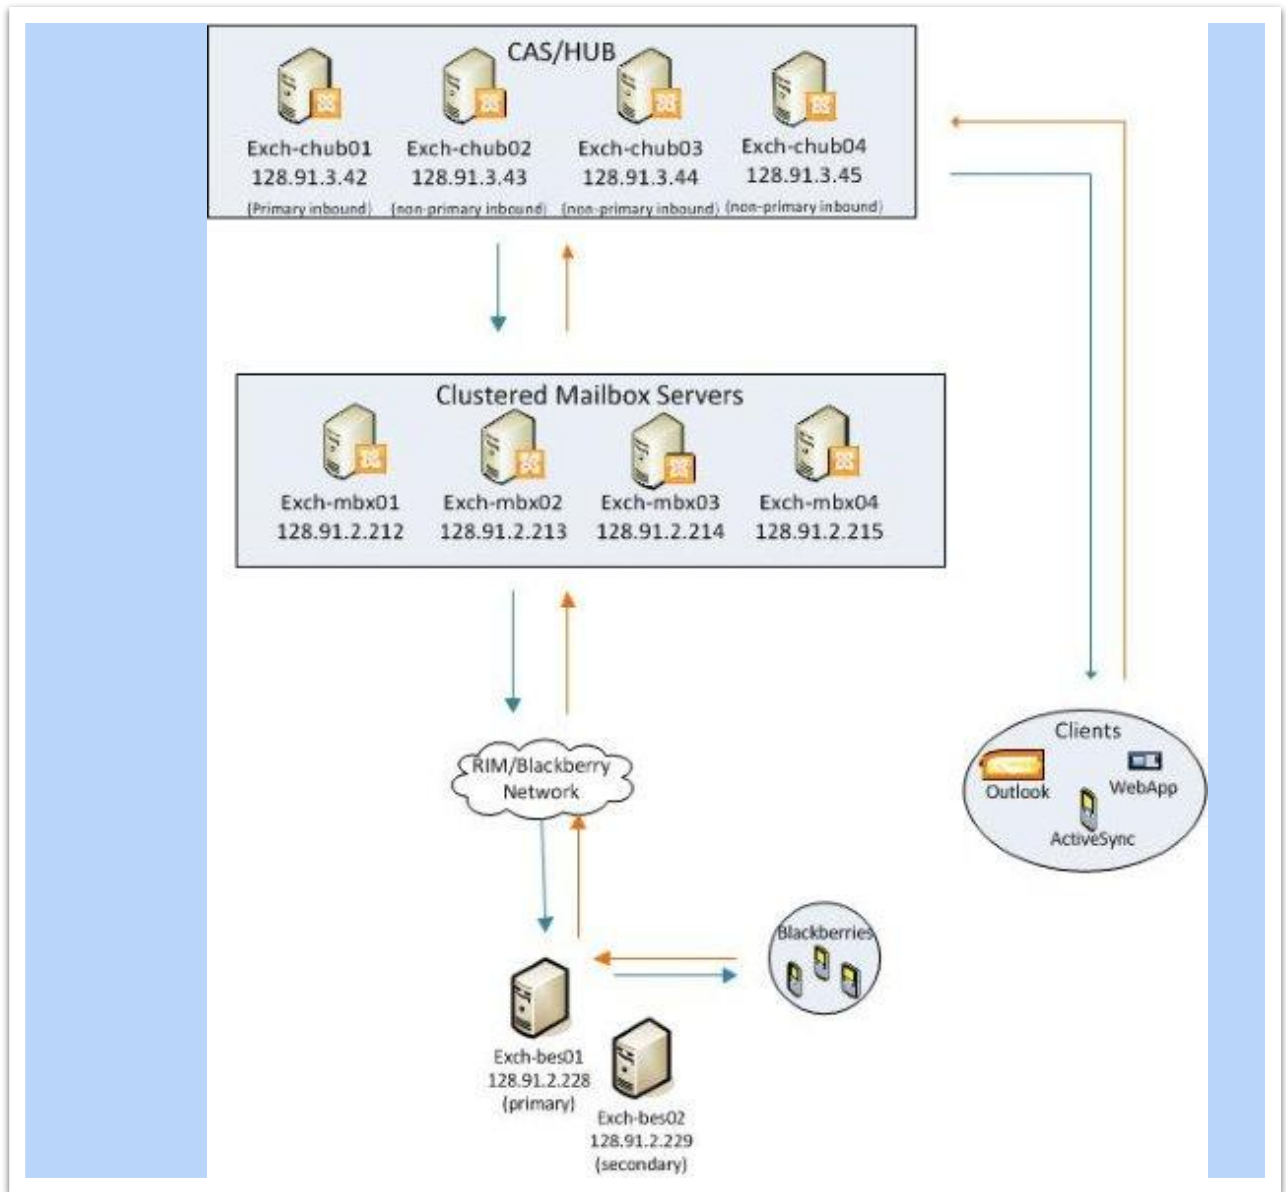 CAS/HUB
Exch-chub01
128.91.3.42
(Primary inbound)
Exch-chub02
128.91.3.43
(non-primary inbound)
Exch-chub03
128.91.3.44
(non-primary inbound)
Exch-chub04
128.91.3.45
(non-primary inbound)
Clustered Mailbox Servers
Exch-mbx01
128.91.2.212
Exch-mbx02
128.91.2.213
Exch-mbx03
128.91.2.214
Exch-mbx04
128.91.2.215
RIM/Blackberry
Network
Clients
Outlook
WebApp
ActiveSync
Blackberries
Exch-bes01
128.91.2.228
(primary)
Exch-bes02
128.91.2.229
(secondary)